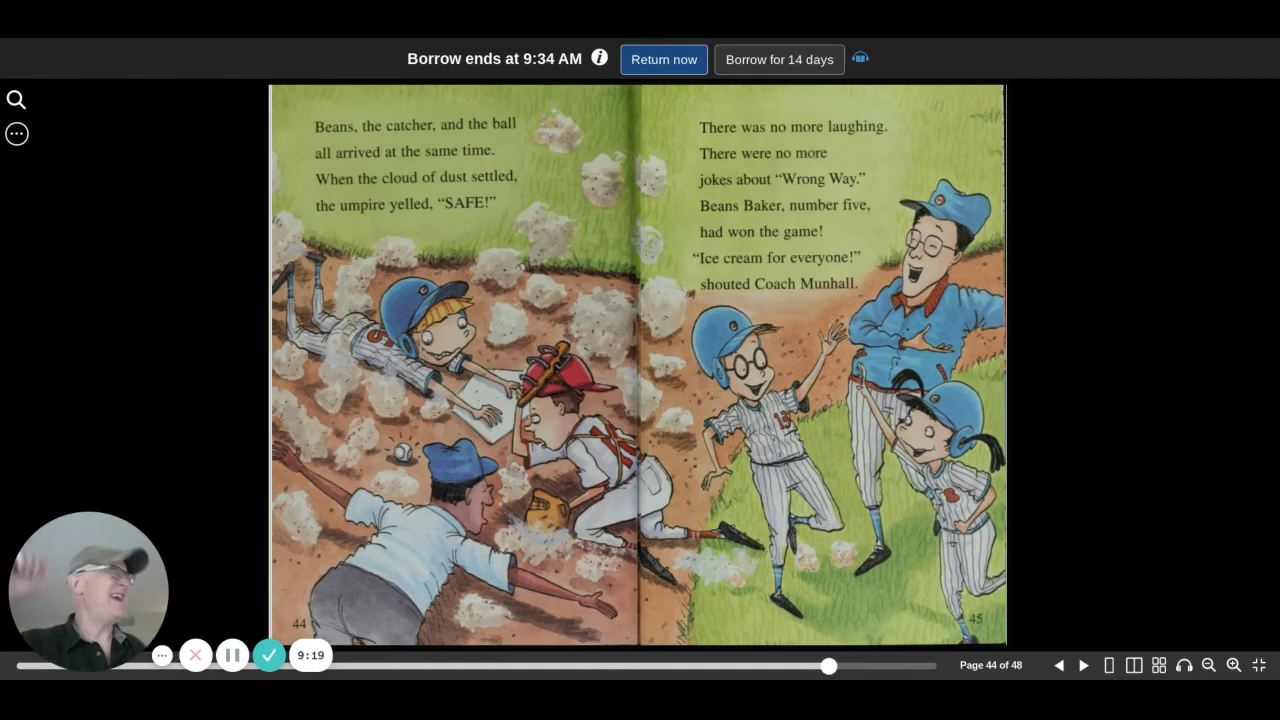 Borrow ends at 9:34 AM
Return now
Borrow for 14 days
Beans, the catcher, and the ball
all arrived at the same time.
When the cloud of dust settled,
the umpire yelled, “SAFE!”
44
There was no more laughing.
There were no more
jokes about “Wrong Way.”
Beans Baker, number five,
had won the game!
“Ice cream for everyone!”
shouted Coach Munhall.
45
9:19
Page 44 of 48